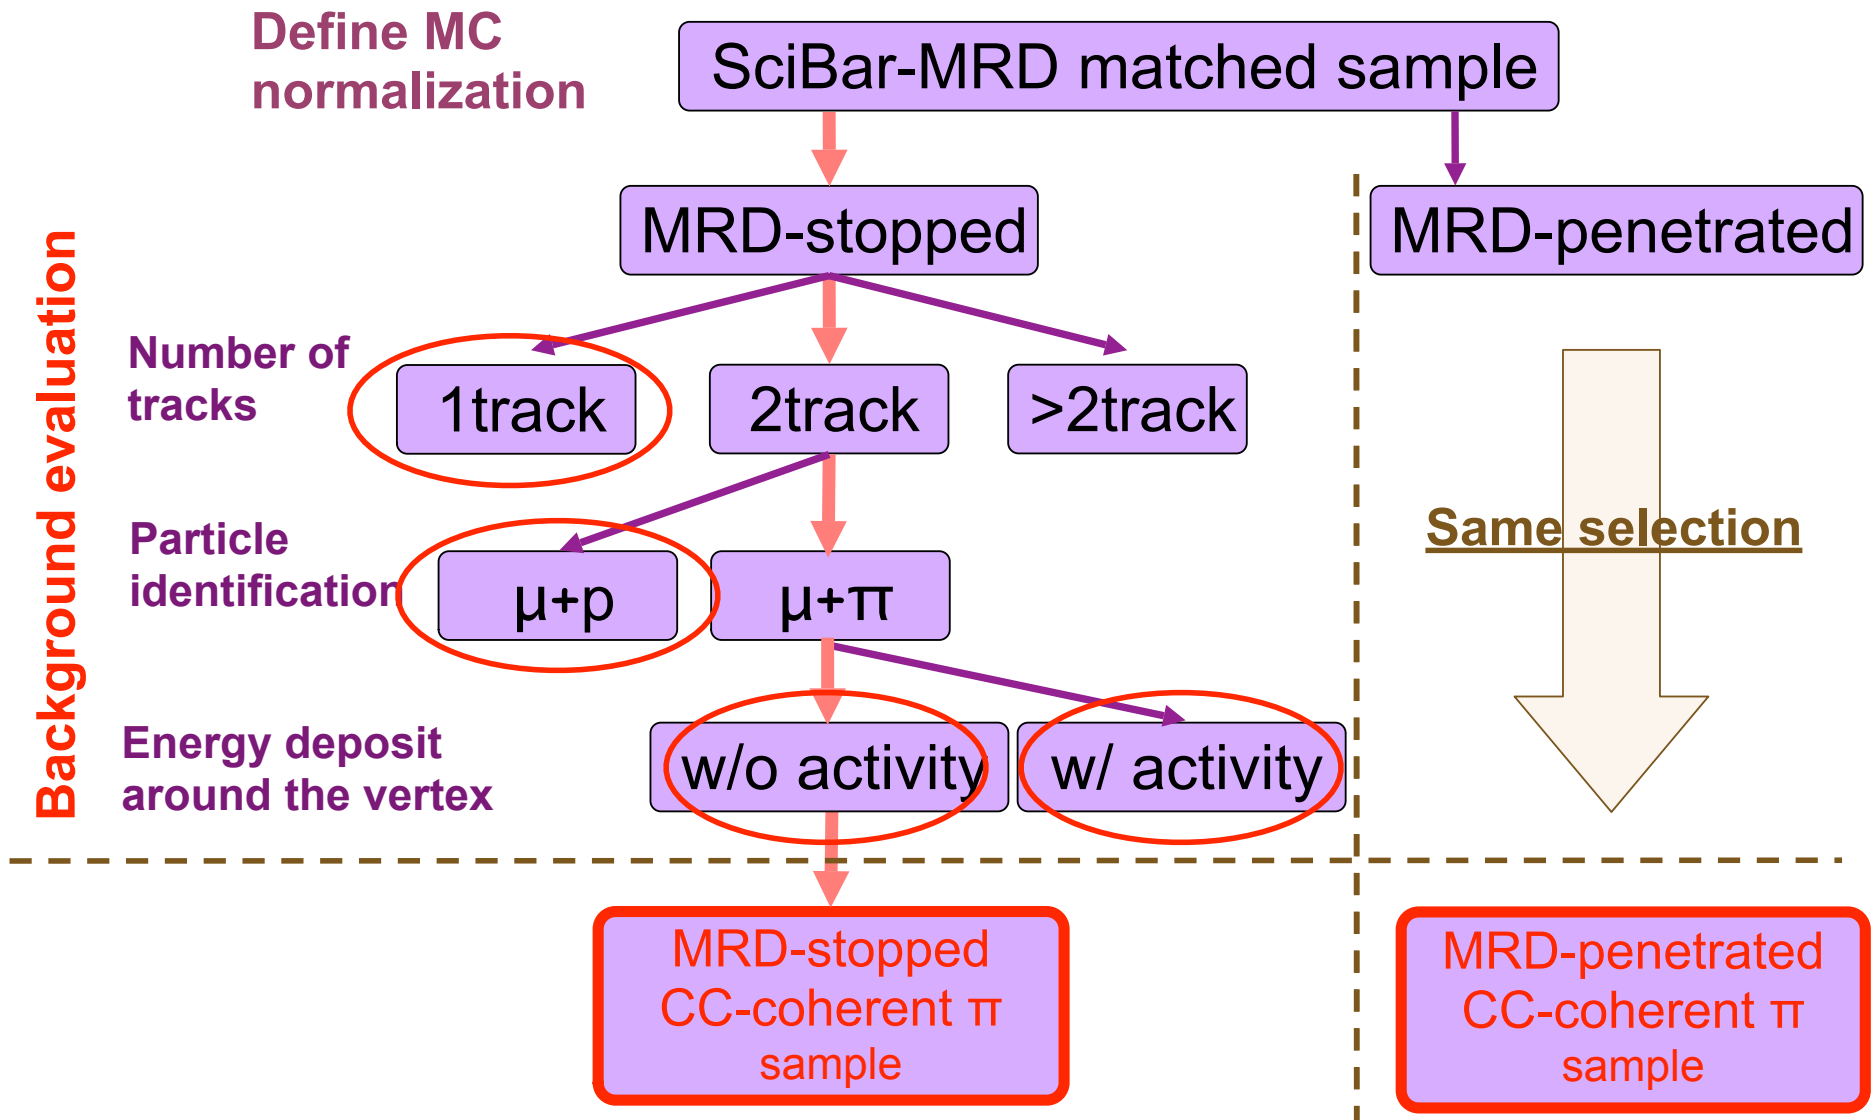 Define MC
normalization
SciBar-MRD matched sample
MRD-stopped
MRD-penetrated
Background evaluation
Number of
tracks
1track
2track
>2track
Particle
identification
μ+p
μ+π
Same selection
Energy deposit
around the vertex
w/o activity
w/ activity
MRD-stopped
CC-coherent π
sample
MRD-penetrated
CC-coherent π
sample